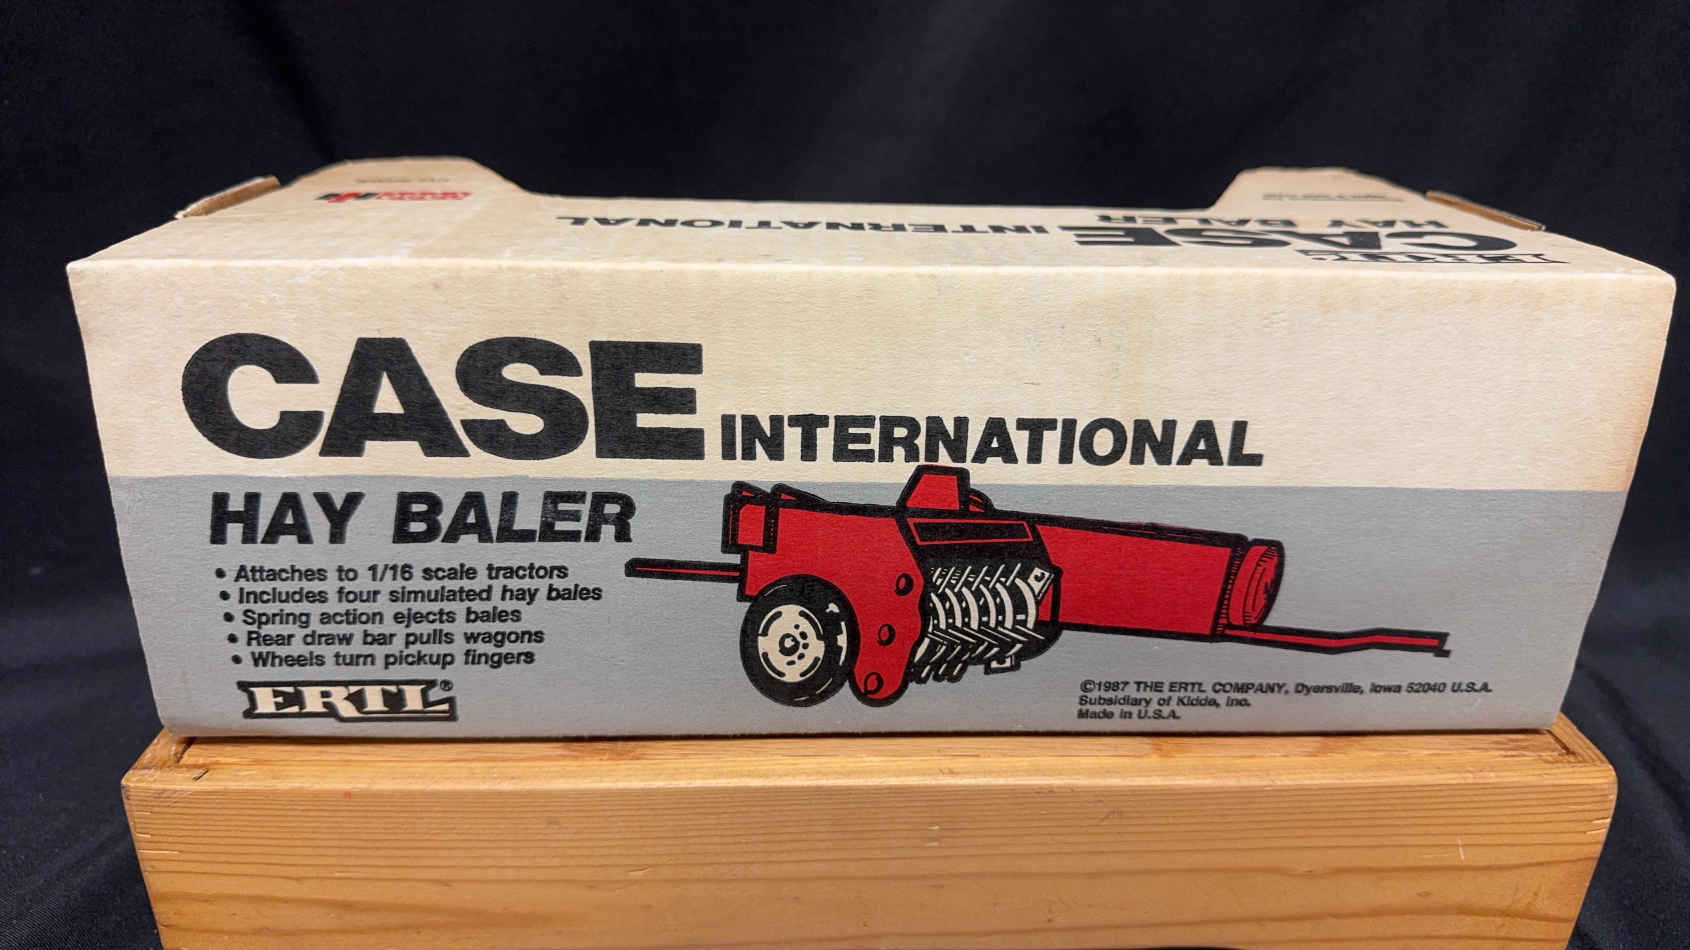 CASE INTERNATIONAL
HAY BALER
ERTL
CASE INTERNATIONAL
HAY BALER
• Attaches to 1/16 scale tractors
• Includes four simulated hay bales
• Spring action ejects bales
• Rear draw bar pulls wagons
• Wheels turn pickup fingers
ERTL®
©1987 THE ERTL COMPANY, Dyersville, Iowa 52040 U.S.A.
Subsidiary of Kidde, Inc.
Made in U.S.A.